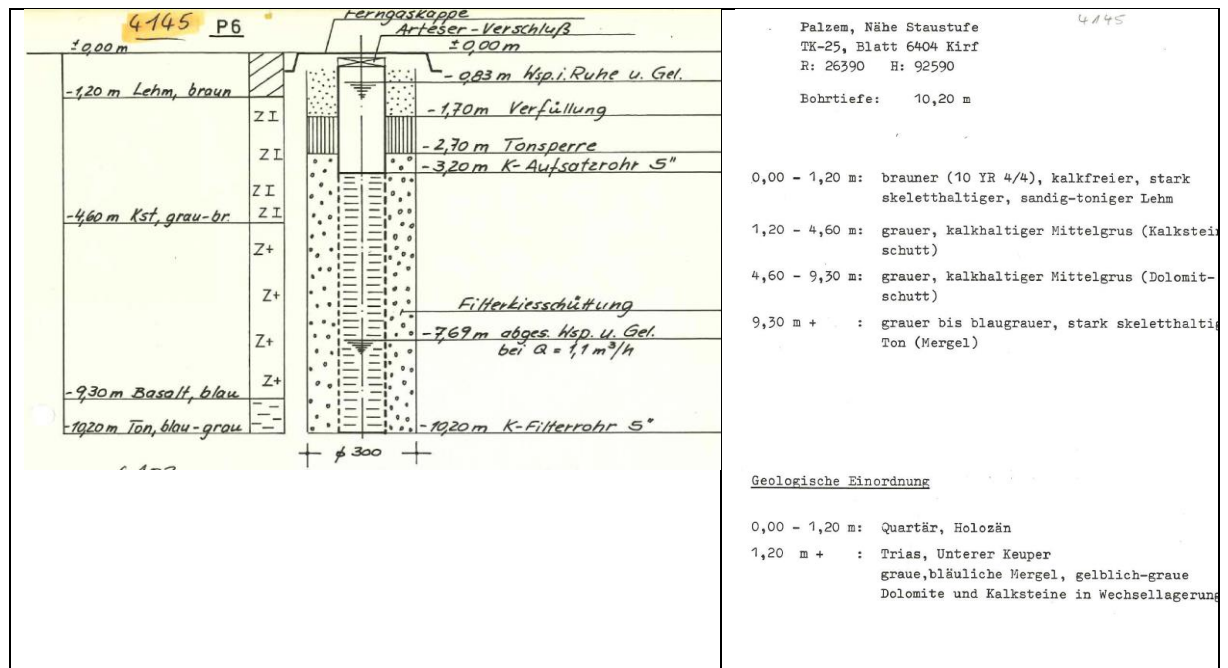 4145 P6
Ferngaskappe
Arteser-Verschluß
±0,00 m
±0,00 m
-0,83 m Wsp.i.Ruhe u. Gel.
-1,20 m Lehm, braun
-1,70 m Verfüllung
Z I
-2,70 m Tonsperre
Z I
-3,20 m K-Aufsatzrohr 5"
Z I
-4,60 m Kst, grau-br.
Z I
Z+
Z+
Filterkiesschüttung
-7,69 m abges. Wsp. u. Gel.
bei Q = 1,1 m³/h
Z+
Z+
-9,30 m Basalt, blau
-10,20 m Ton, blau-grau
-10,20 m K-Filterrohr 5"
ϕ 300
4145
Palzem, Nähe Staustufe
TK-25, Blatt 6404 Kirf
R: 26390 H: 92590
Bohrtiefe: 10,20 m
0,00 - 1,20 m: brauner (10 YR 4/4), kalkfreier, stark
skeletthaltiger, sandig-toniger Lehm
1,20 - 4,60 m: grauer, kalkhaltiger Mittelgrus (Kalkstein
schutt)
4,60 - 9,30 m: grauer, kalkhaltiger Mittelgrus (Dolomit-
schutt)
9,30 m + : grauer bis blaugrauer, stark skeletthaltig
Ton (Mergel)
Geologische Einordnung
0,00 - 1,20 m: Quartär, Holozän
1,20 m + : Trias, Unterer Keuper
graue,bläuliche Mergel, gelblich-graue
Dolomite und Kalksteine in Wechsellagerung